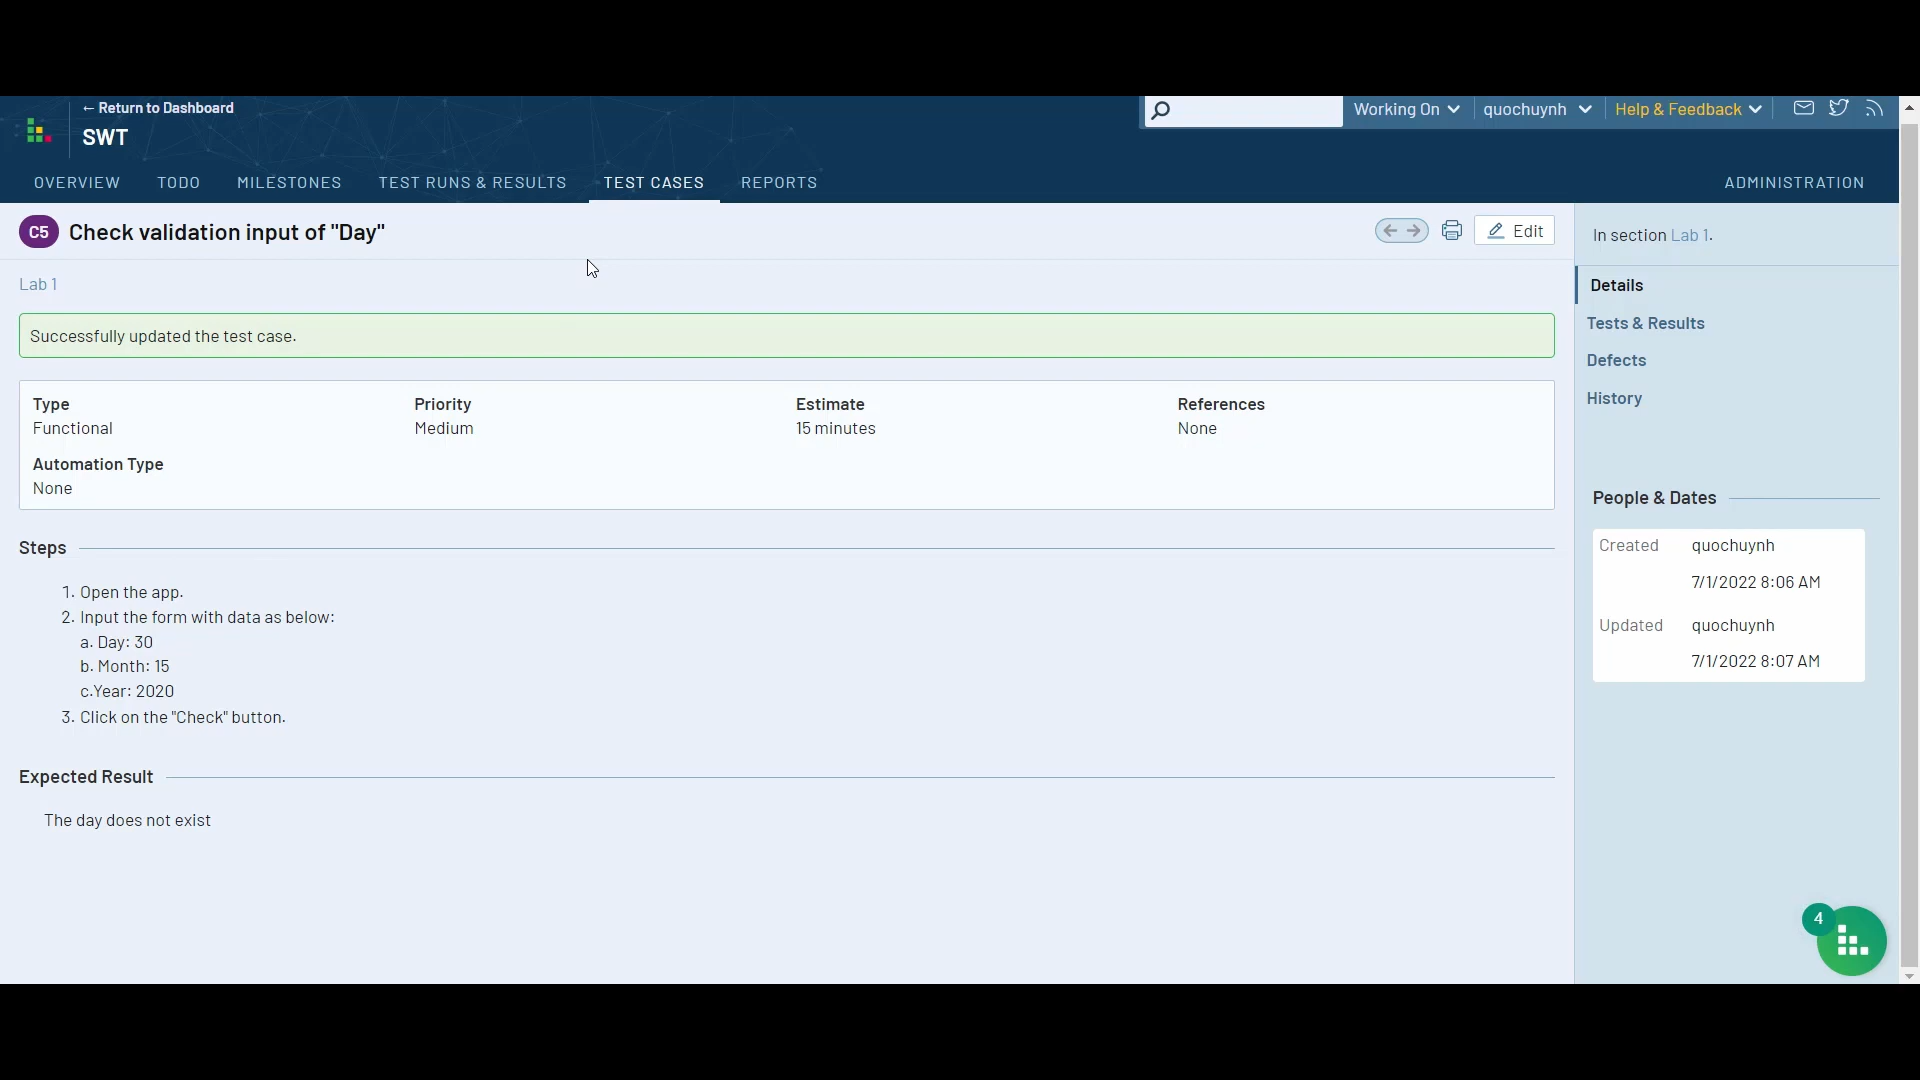 ← Return to Dashboard
SWT
Working On
quochuynh
Help & Feedback
OVERVIEW
TODO
MILESTONES
TEST RUNS & RESULTS
TEST CASES
REPORTS
ADMINISTRATION
C5
Check validation input of "Day"
Edit
In section Lab 1.
Lab 1
Successfully updated the test case.
Type
Functional
Priority
Medium
Estimate
15 minutes
References
None
Automation Type
None
Steps
1. Open the app.
2. Input the form with data as below:
a. Day: 30
b. Month: 15
c.Year: 2020
3. Click on the "Check" button.
Expected Result
The day does not exist
Details
Tests & Results
Defects
History
People & Dates
Created quochuynh
7/1/2022 8:06 AM
Updated quochuynh
7/1/2022 8:07 AM
4